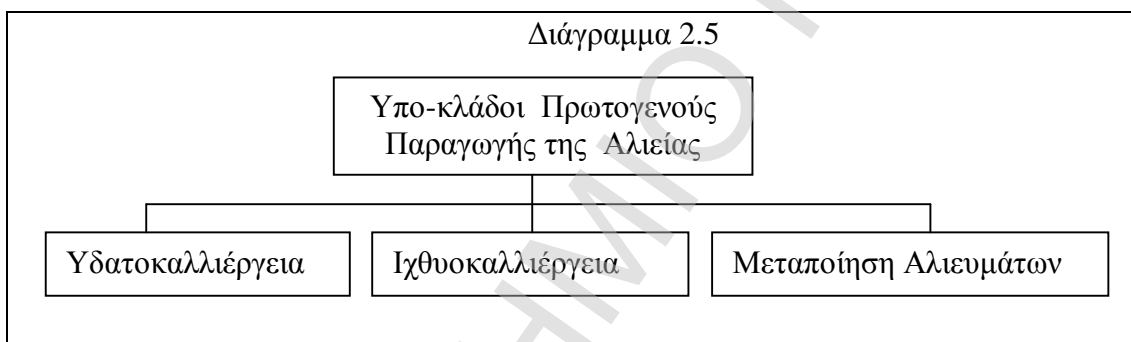 Διάγραμμα 2.5
Υπο-κλάδοι Πρωτογενούς
Παραγωγής της Αλιείας
Υδατοκαλλιέργεια
Ιχθυοκαλλιέργεια
Μεταποίηση Αλιευμάτων